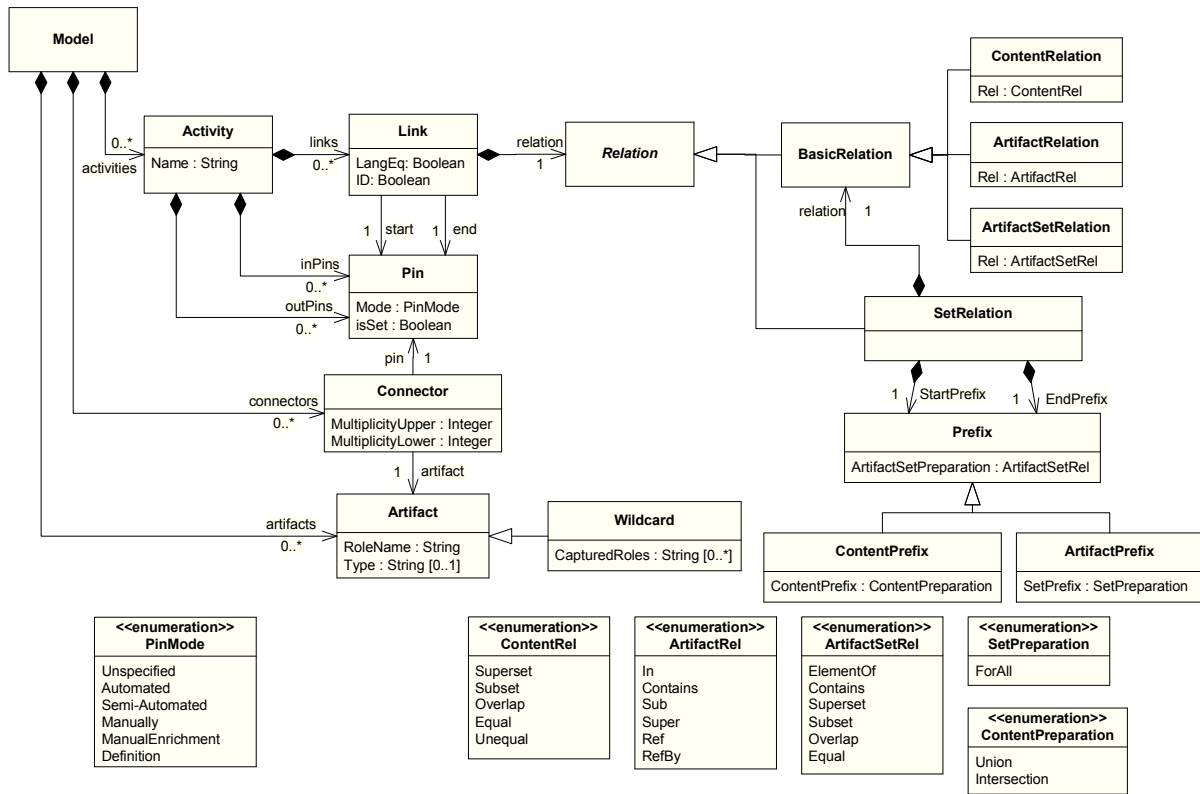 Model
ContentRelation
Rel : ContentRel
Activity
Name : String
0..*
activities
links
0..*
Link
LangEq: Boolean
ID: Boolean
relation
1
Relation
BasicRelation
ArtifactRelation
Rel : ArtifactRel
relation
1
ArtifactSetRelation
Rel : ArtifactSetRel
1
start
1
end
inPins
0..*
outPins
0..*
Pin
Mode : PinMode
isSet : Boolean
SetRelation
pin
1
connectors
0..*
Connector
MultiplicityUpper : Integer
MultiplicityLower : Integer
1
StartPrefix
1
EndPrefix
Prefix
ArtifactSetPreparation : ArtifactSetRel
1
artifact
artifacts
0..*
Artifact
RoleName : String
Type : String [0..1]
Wildcard
CapturedRoles : String [0..*]
ContentPrefix
ContentPrefix : ContentPreparation
ArtifactPrefix
SetPrefix : SetPreparation
<<enumeration>>
PinMode
Unspecified
Automated
Semi-Automated
Manually
ManualEnrichment
Definition
<<enumeration>>
ContentRel
Superset
Subset
Overlap
Equal
Unequal
<<enumeration>>
ArtifactRel
In
Contains
Sub
Super
Ref
RefBy
<<enumeration>>
ArtifactSetRel
ElementOf
Contains
Superset
Subset
Overlap
Equal
<<enumeration>>
SetPreparation
ForAll
<<enumeration>>
ContentPreparation
Union
Intersection